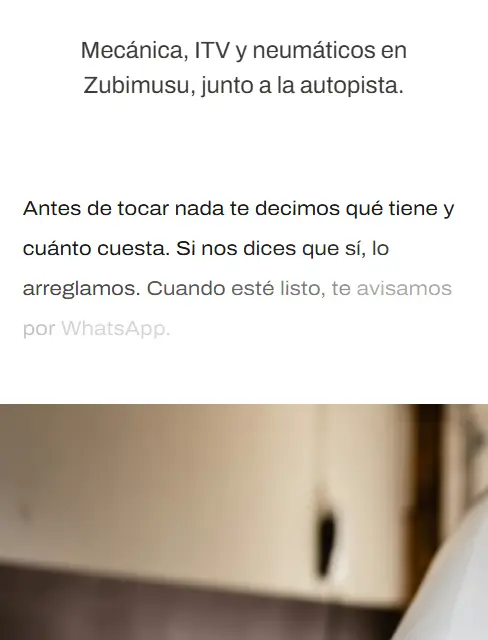 Mecánica, ITV y neumáticos en
Zubimusu, junto a la autopista.
Antes de tocar nada te decimos qué tiene y
cuánto cuesta. Si nos dices que sí, lo
arreglamos. Cuando esté listo, te avisamos
por WhatsApp.